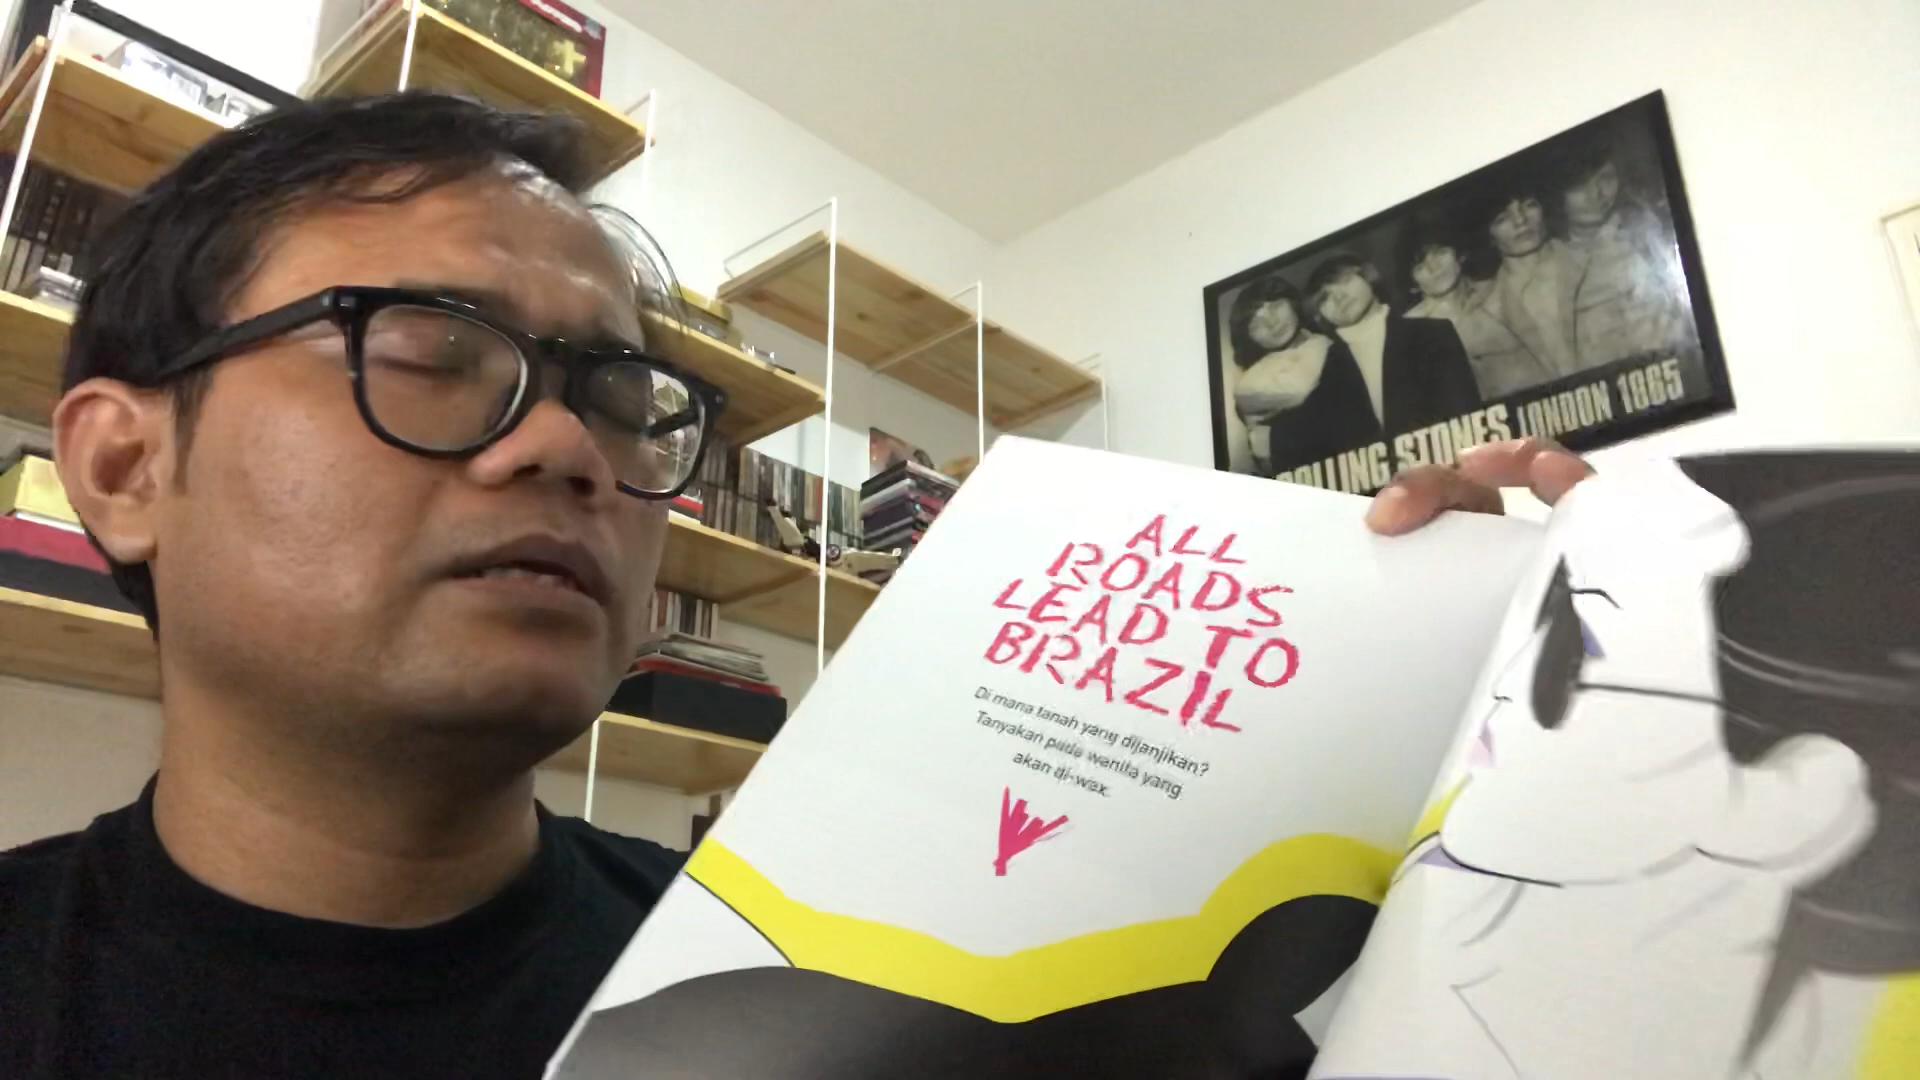 ROLLING STONES LONDON 1965
ALL
ROADS
LEAD TO
BRAZIL
Di mana tanah yang dijanjikan?
Tanyakan pada wanita yang
akan di-wax.